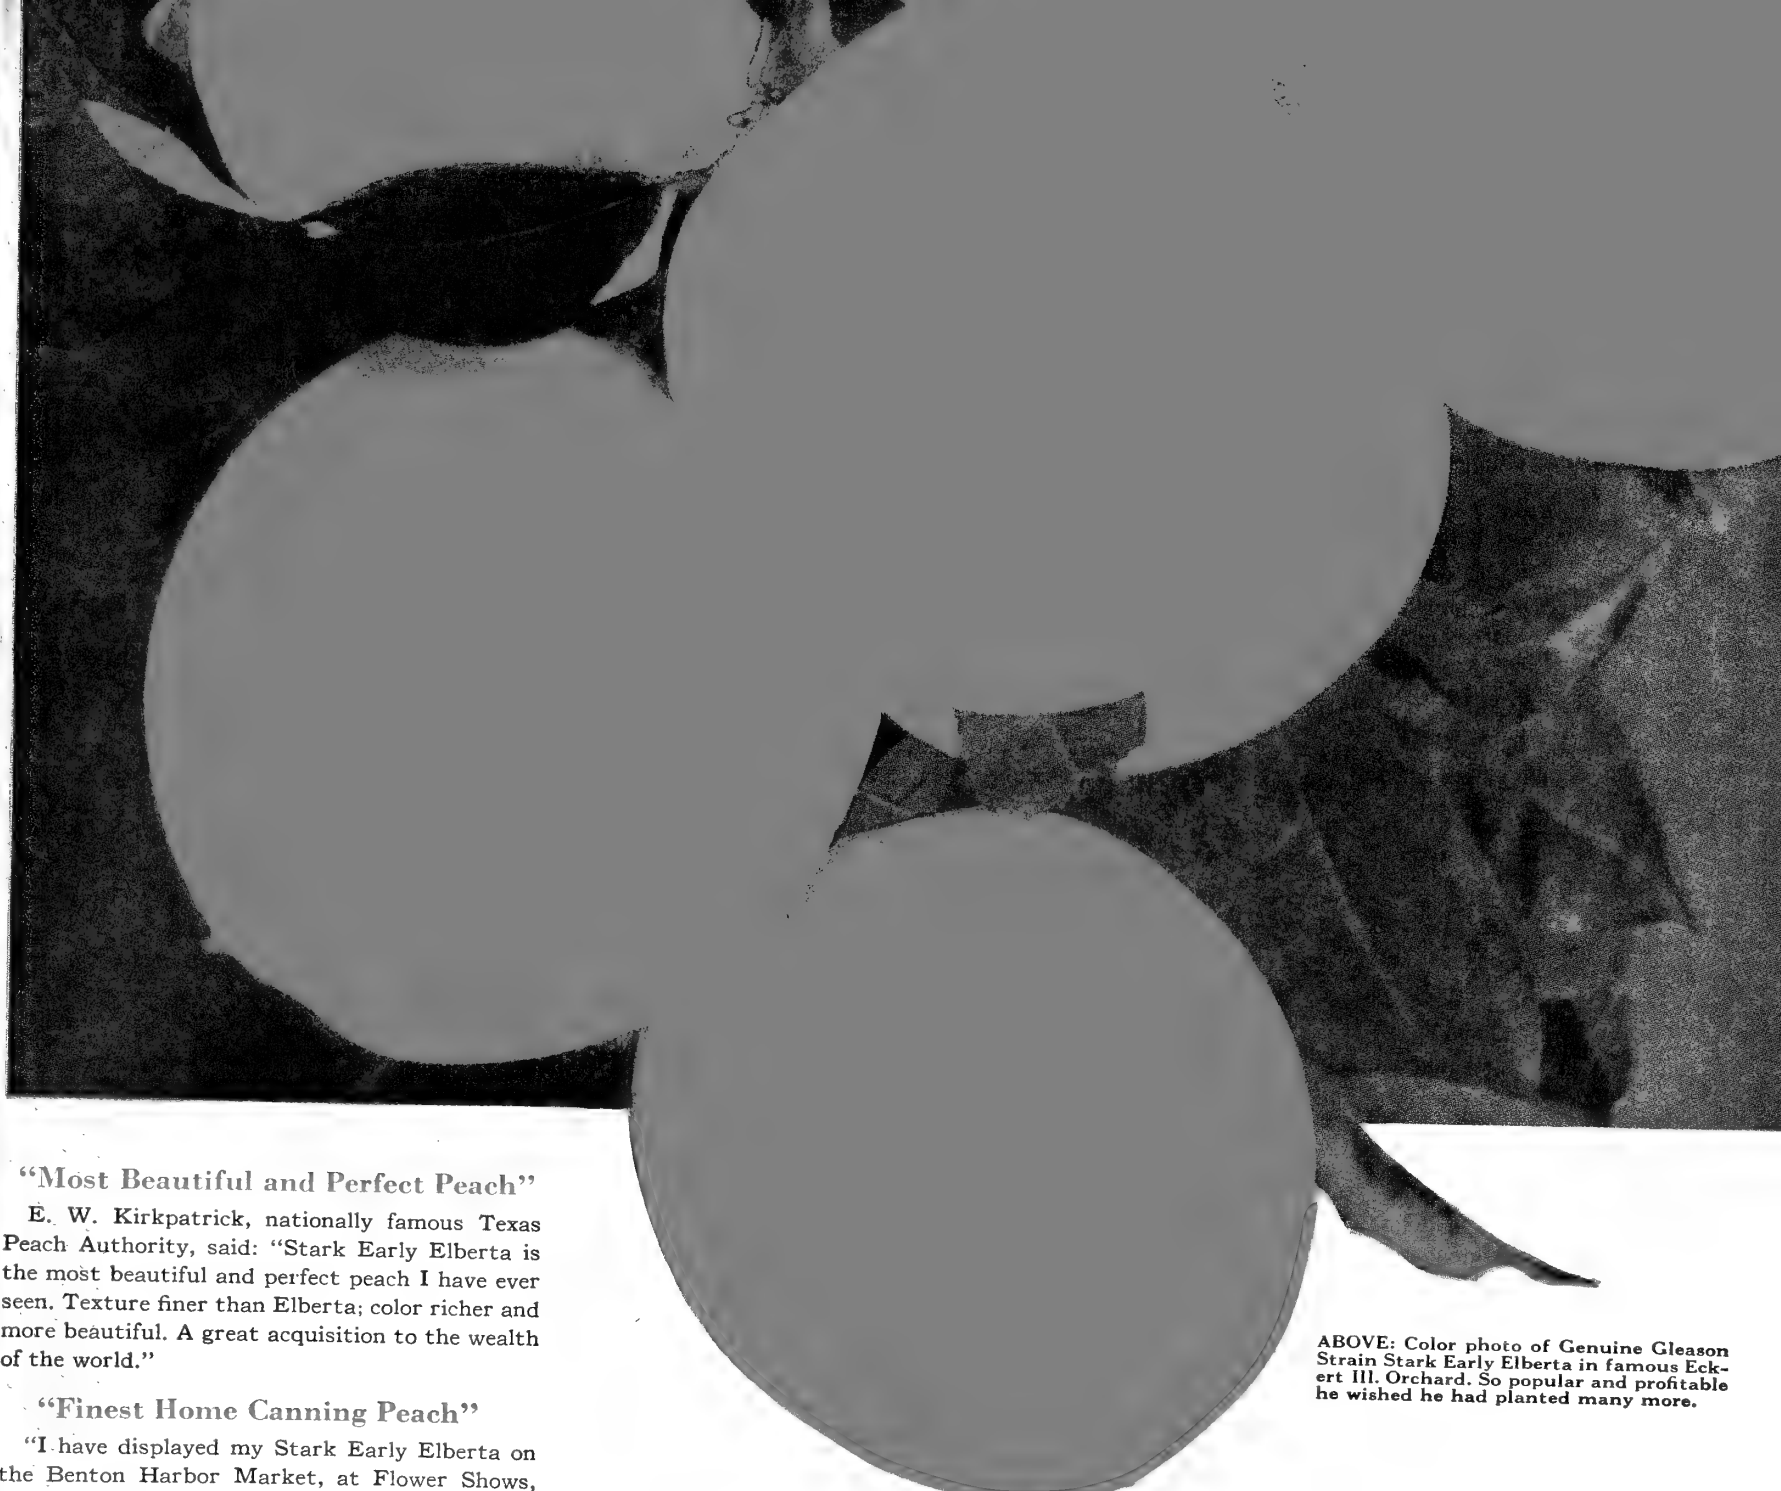 “Most Beautiful and Perfect Peach”
E. W. Kirkpatrick, nationally famous Texas
Peach Authority, said: “Stark Early Elberta is
the most beautiful and perfect peach I have ever
seen. Texture finer than Elberta; color richer and
more beautiful. A great acquisition to the wealth
of the world.”
“Finest Home Canning Peach”
“I have displayed my Stark Early Elberta on
the Benton Harbor Market, at Flower Shows,
ABOVE: Color photo of Genuine Gleason
Strain Stark Early Elberta in famous Eck-
ert Ill. Orchard. So popular and profitable
he wished he had planted many more.